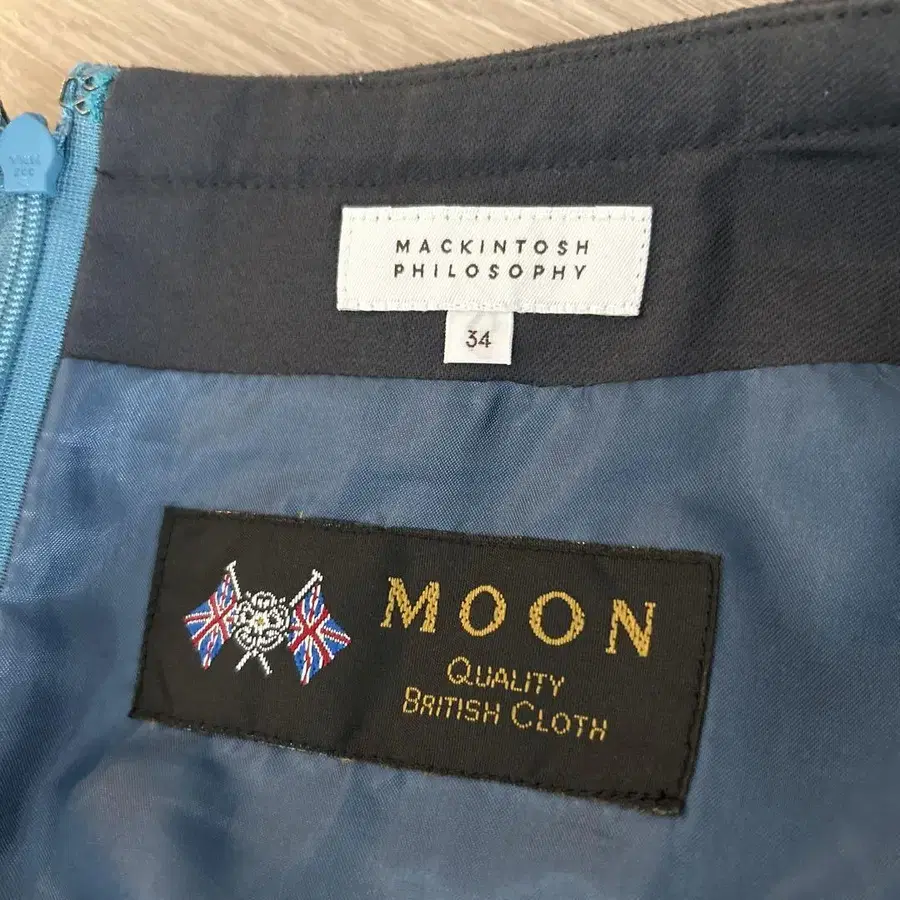 MACKINTOSH
PHILOSOPHY
34
MOON
QUALITY
BRITISH CLOTH